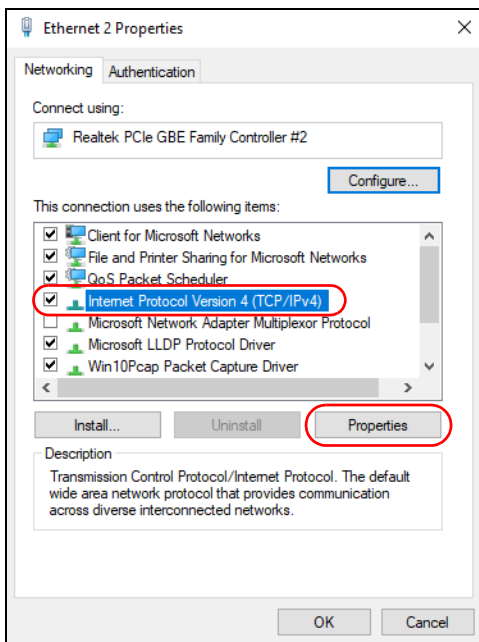 Ethernet 2 Properties
Networking
Authentication
Connect using:
Realtek PCIe GBE Family Controller #2
Configure...
This connection uses the following items:
Client for Microsoft Networks
File and Printer Sharing for Microsoft Networks
QoS Packet Scheduler
Internet Protocol Version 4 (TCP/IPv4)
Microsoft Network Adapter Multiplexor Protocol
Microsoft LLDP Protocol Driver
Win10Pcap Packet Capture Driver
Install...
Uninstall
Properties
Description
Transmission Control Protocol/Internet Protocol. The default
wide area network protocol that provides communication
across diverse interconnected networks.
OK
Cancel